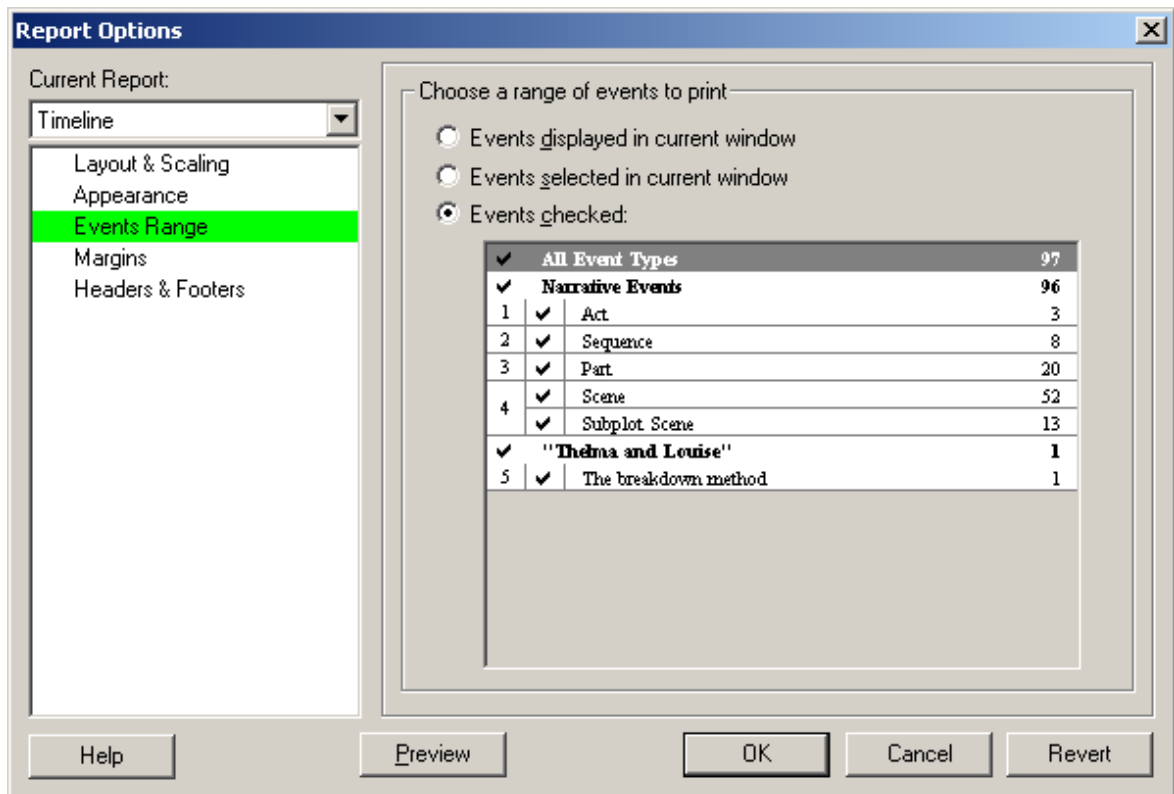 Report Options
Current Report:
Timeline
Layout & Scaling
Appearance
Events Range
Margins
Headers & Footers
Choose a range of events to print
Events displayed in current window
Events selected in current window
Events checked:
All Event Types 97
Narrative Events 96
1 Act 3
2 Sequence 8
3 Part 20
4 Scene 52
Subplot Scene 13
"Thelma and Louise" 1
5 The breakdown method 1
Help Preview OK Cancel Revert